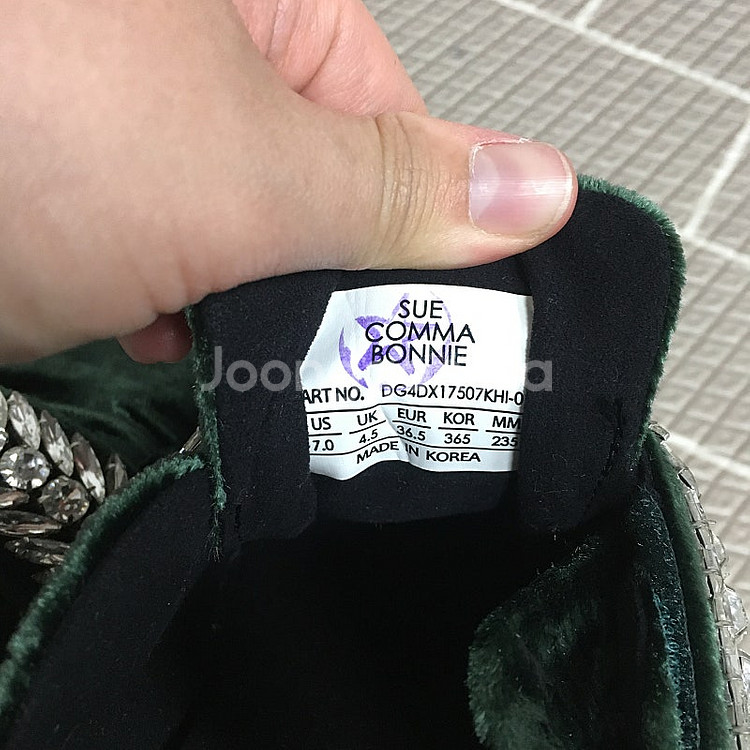 SUE
COMMA
BONNIE
ART NO. DG4DX17507KHI-0
US UK EUR KOR MM
7.0 4.5 36.5 365 235
MADE IN KOREA